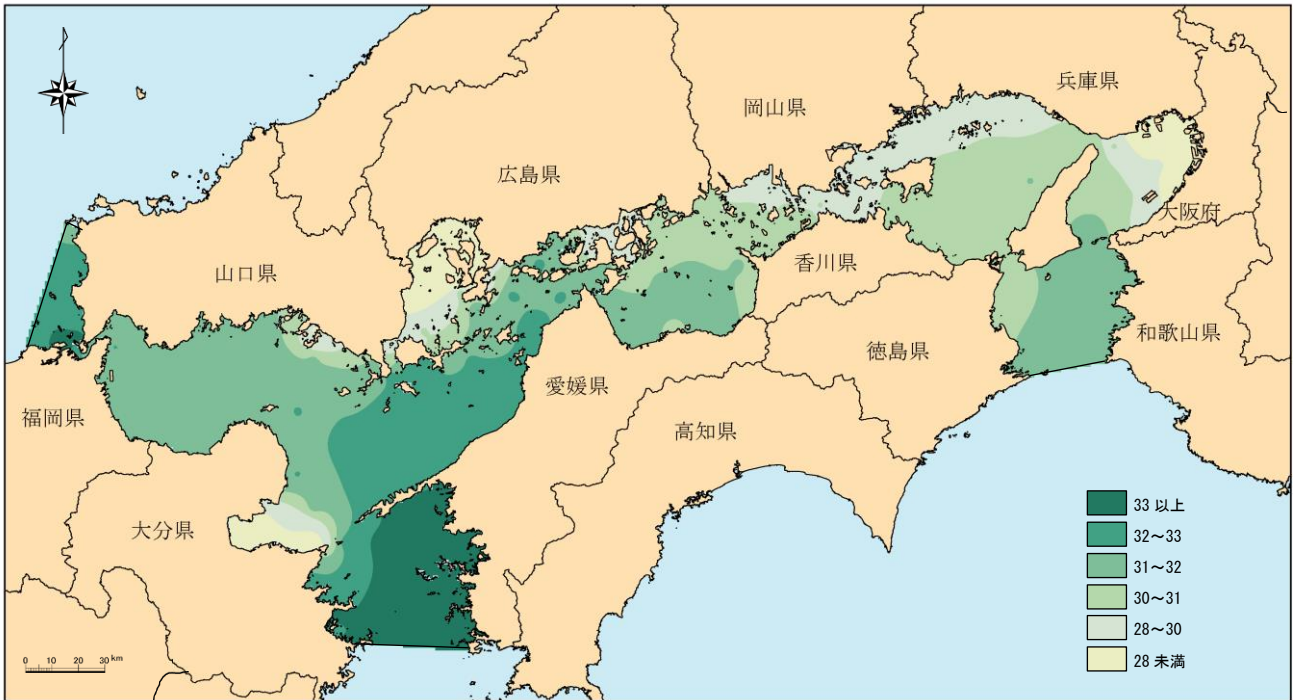 兵庫県
岡山県
広島県
大阪府
山口県
香川県
和歌山県
徳島県
愛媛県
福岡県
高知県
大分県
33 以上
32~33
31~32
30~31
28~30
28 未満
0 10 20 30 km